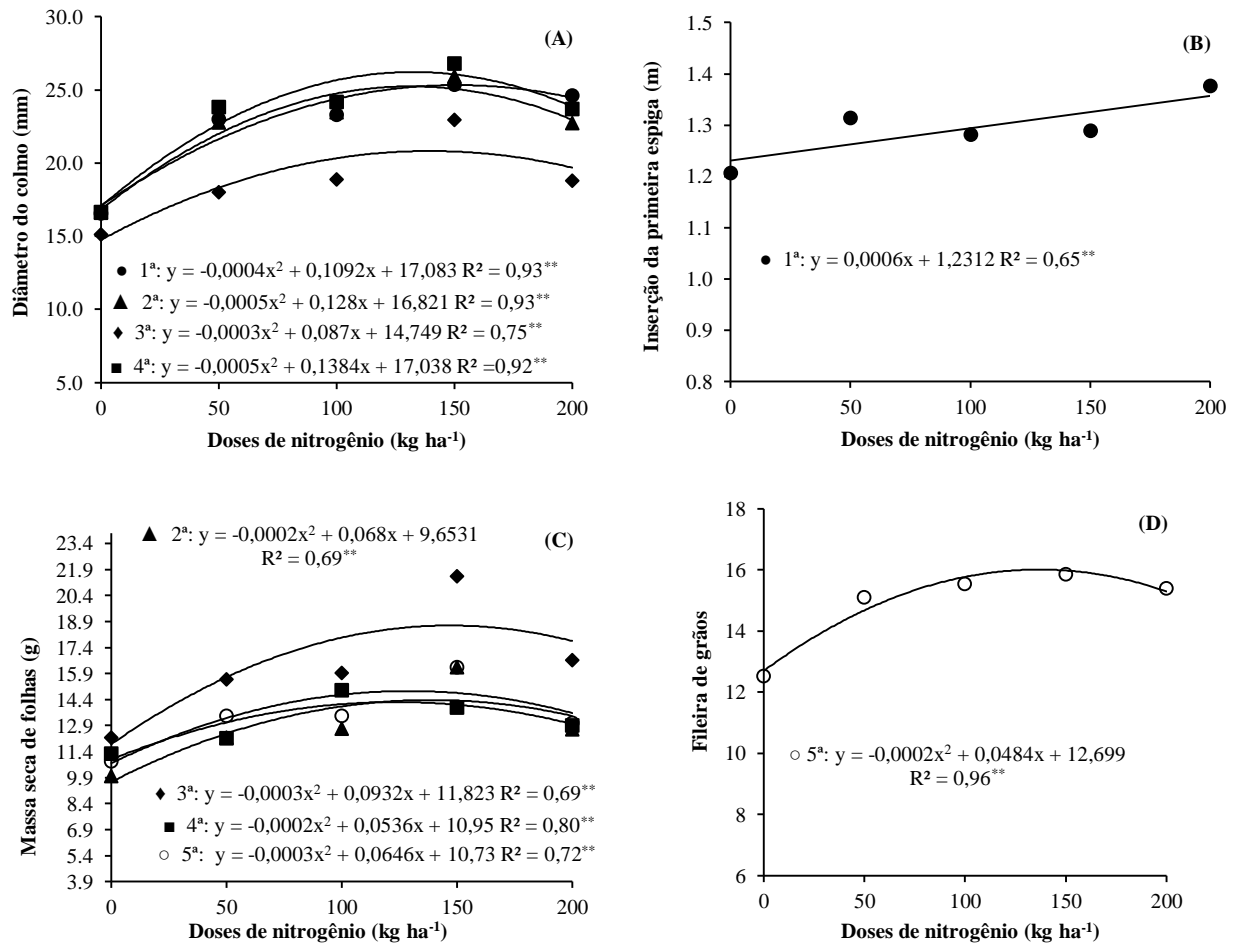 (A)
Diâmetro do colmo (mm)
30.0
25.0
20.0
15.0
10.0
5.0
1ª: y = -0,0004x² + 0,1092x + 17,083 R² = 0,93**
2ª: y = -0,0005x² + 0,128x + 16,821 R² = 0,93**
3ª: y = -0,0003x² + 0,087x + 14,749 R² = 0,75**
4ª: y = -0,0005x² + 0,1384x + 17,038 R² =0,92**
0 50 100 150 200
Doses de nitrogênio (kg ha⁻¹)
(B)
Inserção da primeira espiga (m)
1.5
1.4
1.3
1.2
1.1
1.0
0.9
0.8
1ª: y = 0,0006x + 1,2312 R² = 0,65**
0 50 100 150 200
Doses de nitrogênio (kg ha⁻¹)
2ª: y = -0,0002x² + 0,068x + 9,6531
R² = 0,69**
(C)
Massa seca de folhas (g)
23.4
21.9
20.4
18.9
17.4
15.9
14.4
12.9
11.4
9.9
8.4
6.9
5.4
3.9
3ª: y = -0,0003x² + 0,0932x + 11,823 R² = 0,69**
4ª: y = -0,0002x² + 0,0536x + 10,95 R² = 0,80**
5ª: y = -0,0003x² + 0,0646x + 10,73 R² = 0,72**
0 50 100 150 200
Doses de nitrogênio (kg ha⁻¹)
(D)
Fileira de grãos
18
16
14
12
10
8
6
5ª: y = -0,0002x² + 0,0484x + 12,699
R² = 0,96**
0 50 100 150 200
Doses de nitrogênio (kg ha⁻¹)